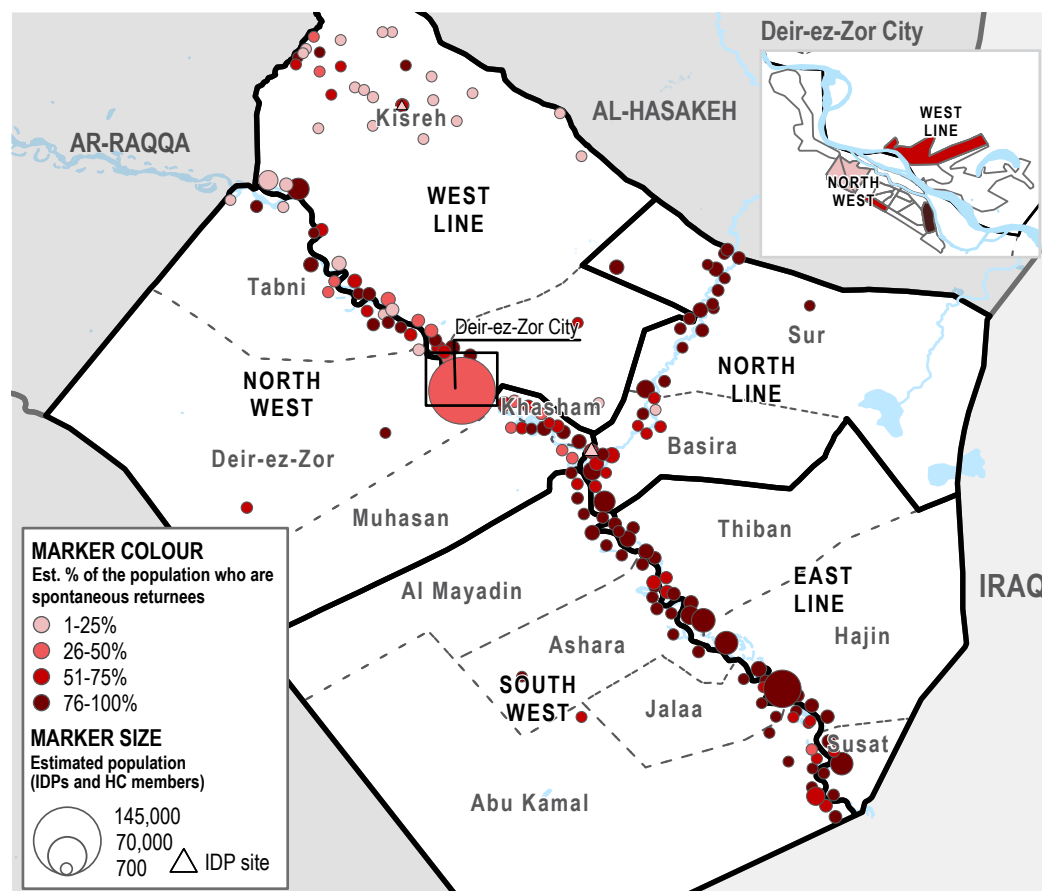 Deir-ez-Zor City
WEST
LINE
NORTH
WEST
AL-HASAKEH
AR-RAQQA
Kisreh
WEST
LINE
Tabni
Sur
Deir-ez-Zor City
NORTH
WEST
NORTH
LINE
Khasham
Basira
Deir-ez-Zor
Muhasan
Thiban
Al Mayadin
EAST
LINE
IRAQ
Hajin
Ashara
SOUTH
WEST
Jalaa
Susat
Abu Kamal
MARKER COLOUR
Est. % of the population who are
spontaneous returnees
1-25%
26-50%
51-75%
76-100%
MARKER SIZE
Estimated population
(IDPs and HC members)
145,000
70,000
700
IDP site